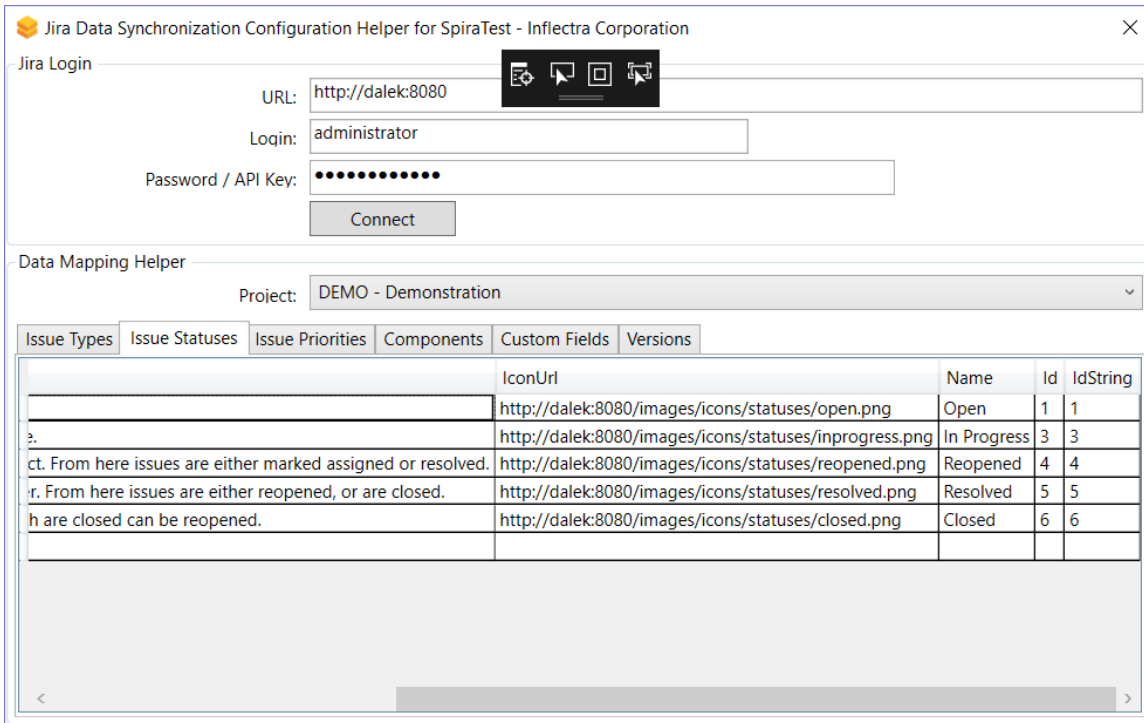 Jira Data Synchronization Configuration Helper for SpiraTest - Inflectra Corporation
Jira Login
URL: http://dalek:8080
Login: administrator
Password / API Key: ●●●●●●●●●●●●
Connect
Data Mapping Helper
Project: DEMO - Demonstration
Issue Types Issue Statuses Issue Priorities Components Custom Fields Versions
IconUrl Name Id IdString
http://dalek:8080/images/icons/statuses/open.png Open 1 1
e. http://dalek:8080/images/icons/statuses/inprogress.png In Progress 3 3
ct. From here issues are either marked assigned or resolved. http://dalek:8080/images/icons/statuses/reopened.png Reopened 4 4
r. From here issues are either reopened, or are closed. http://dalek:8080/images/icons/statuses/resolved.png Resolved 5 5
h are closed can be reopened. http://dalek:8080/images/icons/statuses/closed.png Closed 6 6